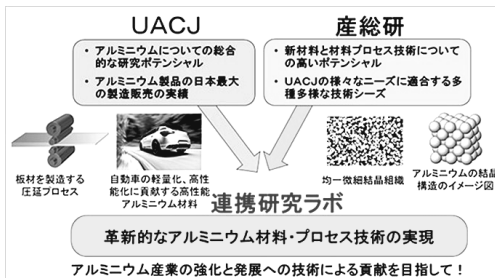 UACJ
産総研
• アルミニウムについての総合
的な研究ポテンシャル
• アルミニウム製品の日本最大
の製造販売の実績
• 新材料と材料プロセス技術について
の高いポテンシャル
• UACJの様々なニーズに適合する多
種多様な技術シーズ
板材を製造する
圧延プロセス
自動車の軽量化、高性
能化に貢献する高性能
アルミニウム材料
均一微細結晶組織
アルミニウムの結晶
構造のイメージ図
連携研究ラボ
革新的なアルミニウム材料・プロセス技術の実現
アルミニウム産業の強化と発展への技術による貢献を目指して！